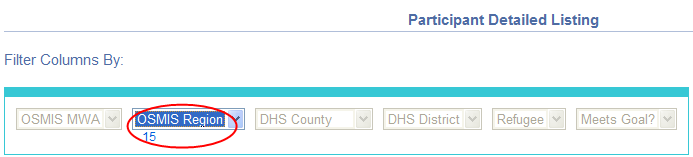 Participant Detailed Listing
Filter Columns By:
OSMIS MWA OSMIS Region DHS County DHS District Refugee Meets Goal?
15